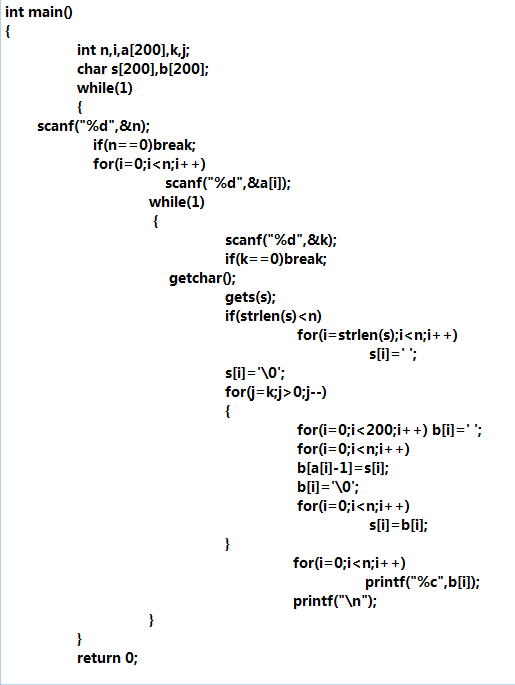 int main()
{
int n,i,a[200],k,j;
char s[200],b[200];
while(1)
{
scanf("%d",&n);
if(n==0)break;
for(i=0;i<n;i++)
scanf("%d",&a[i]);
while(1)
{
scanf("%d",&k);
if(k==0)break;
getchar();
gets(s);
if(strlen(s)<n)
for(i=strlen(s);i<n;i++)
s[i]=' ';
s[i]='\0';
for(j=k;j>0;j--)
{
for(i=0;i<200;i++) b[i]=' ';
for(i=0;i<n;i++)
b[a[i]-1]=s[i];
b[i]='\0';
for(i=0;i<n;i++)
s[i]=b[i];
}
for(i=0;i<n;i++)
printf("%c",b[i]);
printf("\n");
}
}
return 0;